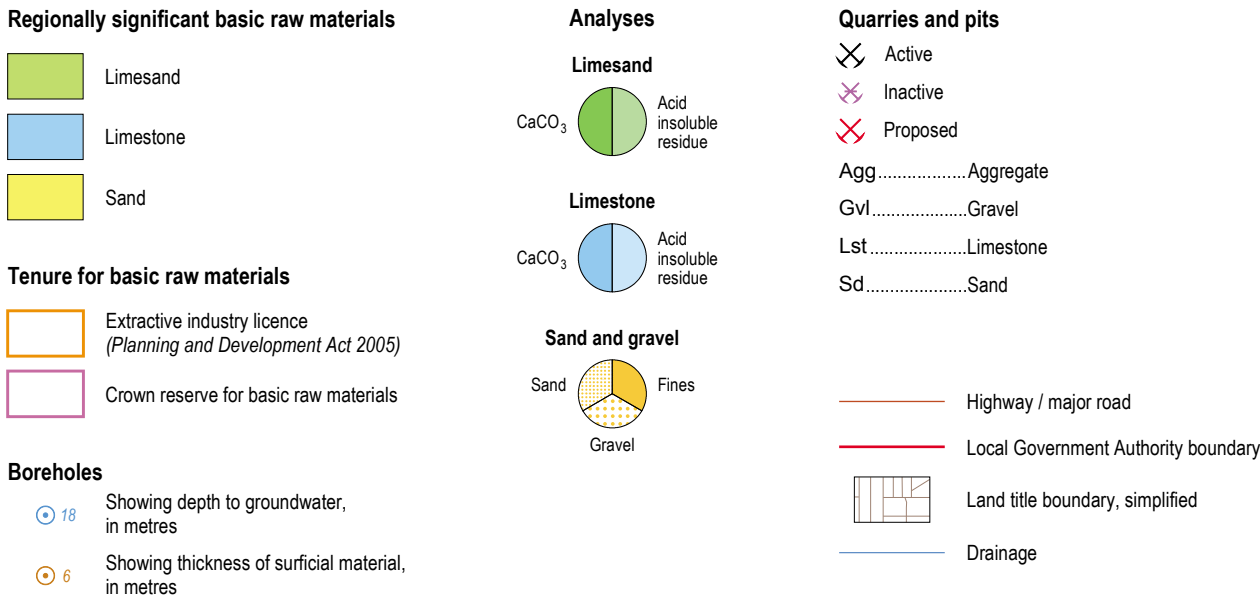 Regionally significant basic raw materials
Limesand
Limestone
Sand
Tenure for basic raw materials
Extractive industry licence
(Planning and Development Act 2005)
Crown reserve for basic raw materials
Boreholes
18
Showing depth to groundwater,
in metres
6
Showing thickness of surficial material,
in metres
Analyses
Limesand
CaCO₃
Acid
insoluble
residue
Limestone
CaCO₃
Acid
insoluble
residue
Sand and gravel
Sand
Fines
Gravel
Quarries and pits
Active
Inactive
Proposed
Agg..................Aggregate
Gvl.....................Gravel
Lst.....................Limestone
Sd......................Sand
Highway / major road
Local Government Authority boundary
Land title boundary, simplified
Drainage